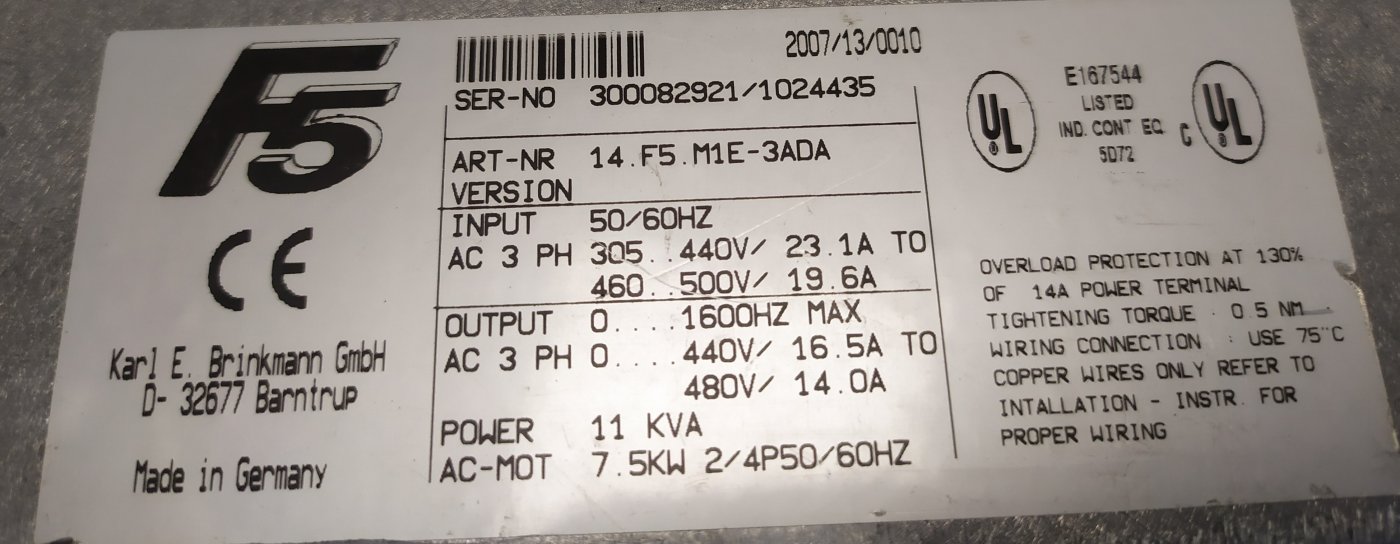 F5
CE
Karl E. Brinkmann GmbH
D- 32677 Barntrup
Made in Germany
2007/13/0010
SER-NO 300082921/1024435
ART-NR 14.F5.M1E-3ADA
VERSION
INPUT 50/60HZ
AC 3 PH 305..440V/ 23.1A TO
460..500V/ 19.6A
OUTPUT 0....1600HZ MAX
AC 3 PH 0....440V/ 16.5A TO
480V/ 14.0A
POWER 11 KVA
AC-MOT 7.5KW 2/4P50/60HZ
UL
®
E167544
LISTED
IND. CONT EQ.
5D72
C UL
®
OVERLOAD PROTECTION AT 130%
OF 14A POWER TERMINAL
TIGHTENING TORQUE : 0.5 NM
WIRING CONNECTION : USE 75°C
COPPER WIRES ONLY REFER TO
INTALLATION - INSTR. FOR
PROPER WIRING